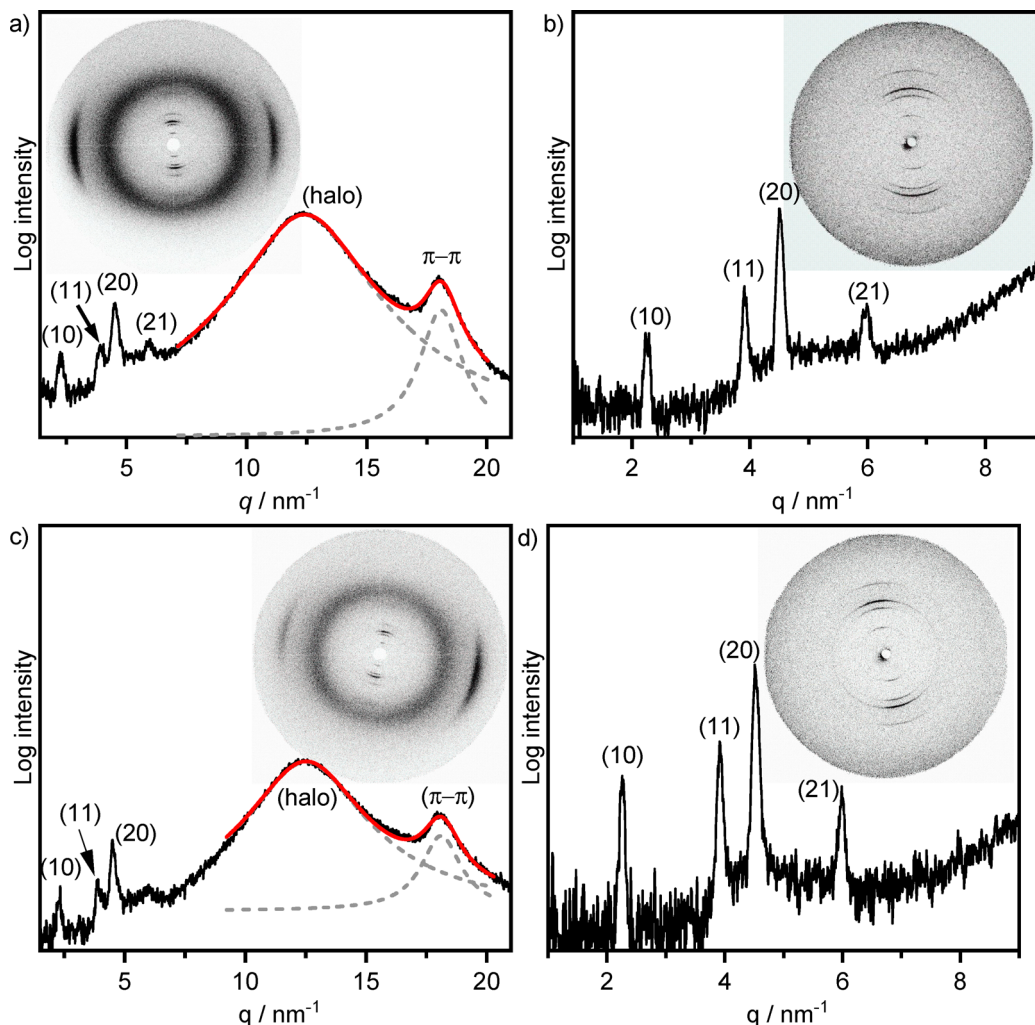 a)
Log intensity
(10)
(11)
(20)
(21)
(halo)
π–π
5
10
15
20
q / nm⁻¹
b)
Log intensity
(10)
(11)
(20)
(21)
2
4
6
8
q / nm⁻¹
c)
Log intensity
(10)
(11)
(20)
(halo)
(π–π)
5
10
15
20
q / nm⁻¹
d)
Log intensity
(10)
(11)
(20)
(21)
2
4
6
8
q / nm⁻¹